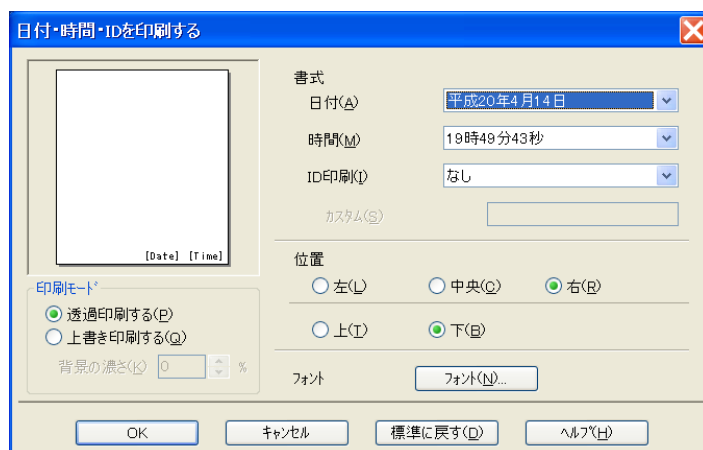 日付・時間・IDを印刷する
[Date] [Time]
印刷モード
透過印刷する(P)
上書き印刷する(Q)
背景の濃さ(K) 0 %
書式
日付(A) 平成20年4月14日
時間(M) 19時49分43秒
ID印刷(I) なし
カスタム(S)
位置
左(L) 中央(C) 右(R)
上(T) 下(B)
フォント フォント(N)...
OK キャンセル 標準に戻す(D) ヘルプ(H)